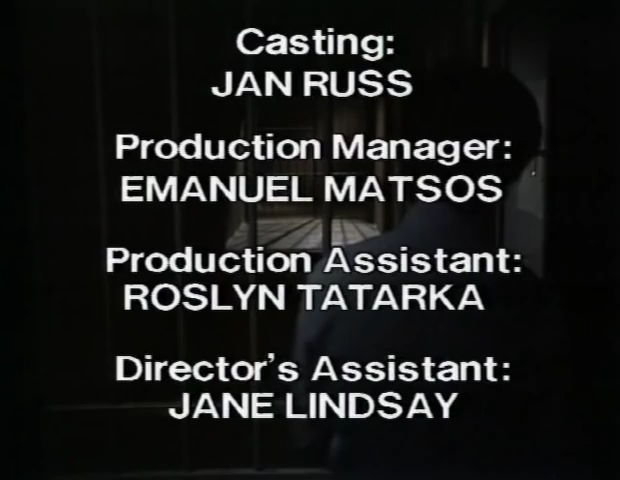 Casting:
JAN RUSS
Production Manager:
EMANUEL MATSOS
Production Assistant:
ROSLYN TATARKA
Director's Assistant:
JANE LINDSAY